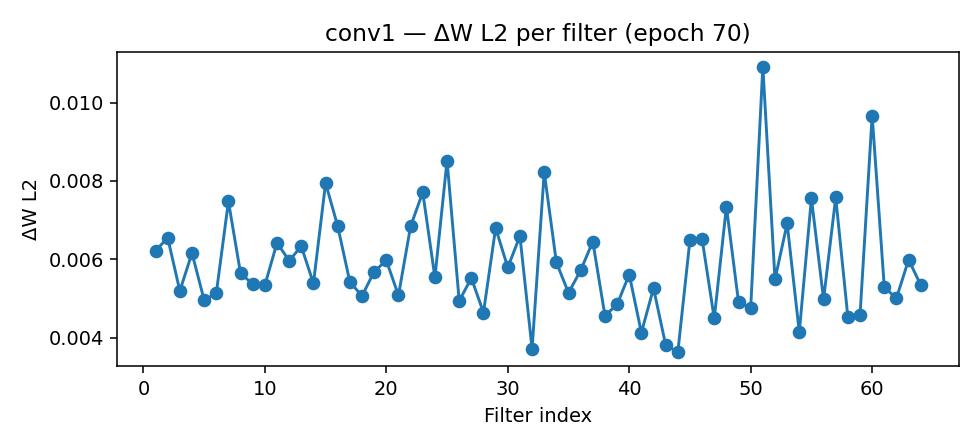 conv1 — ΔW L2 per filter (epoch 70)
0.010
0.008
0.006
0.004
ΔW L2
0 10 20 30 40 50 60
Filter index